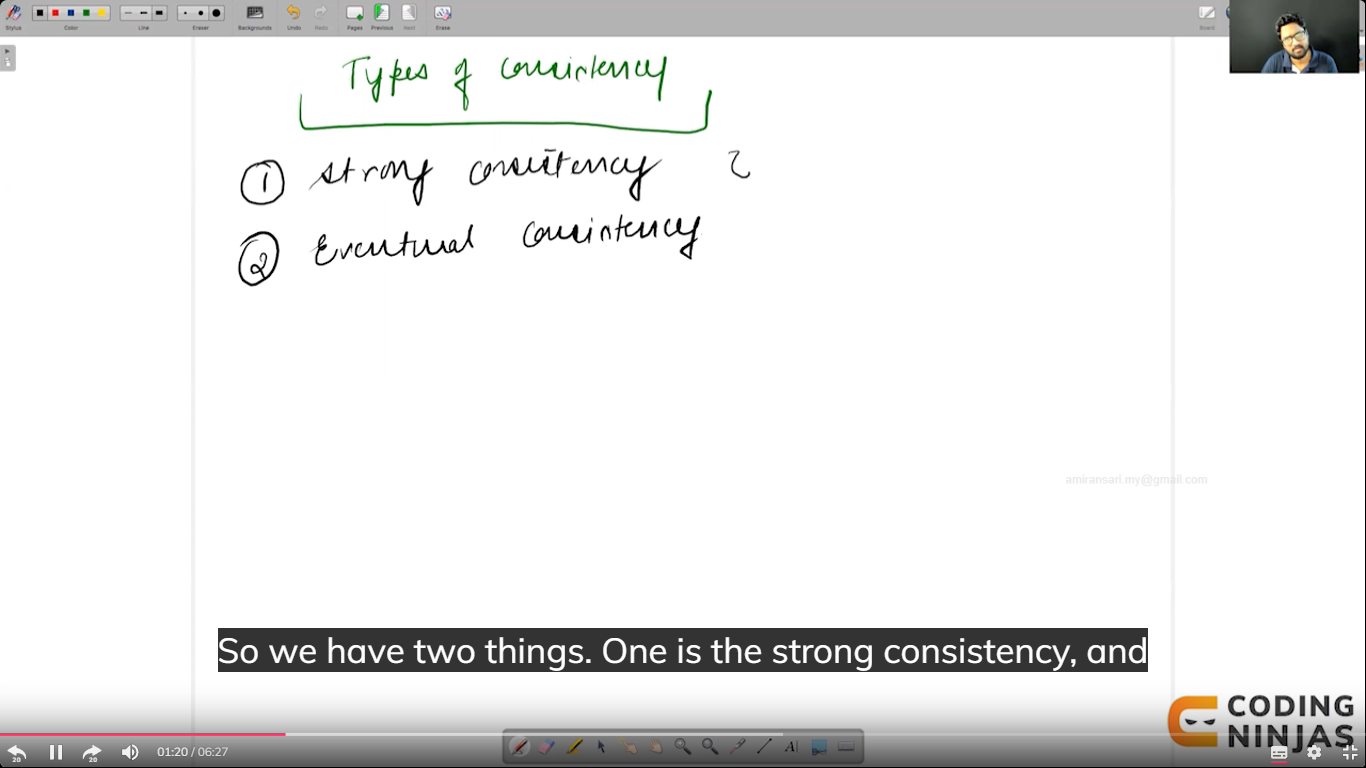 Stylus Color Line Eraser Backgrounds Undo Redo Pages Previous Next Erase Board
Types of consistency
1 strong consistency
2 Eventual consistency
amiransari.my@gmail.com
So we have two things. One is the strong consistency, and
CODING
NINJAS
20 20 01:20 / 06:27